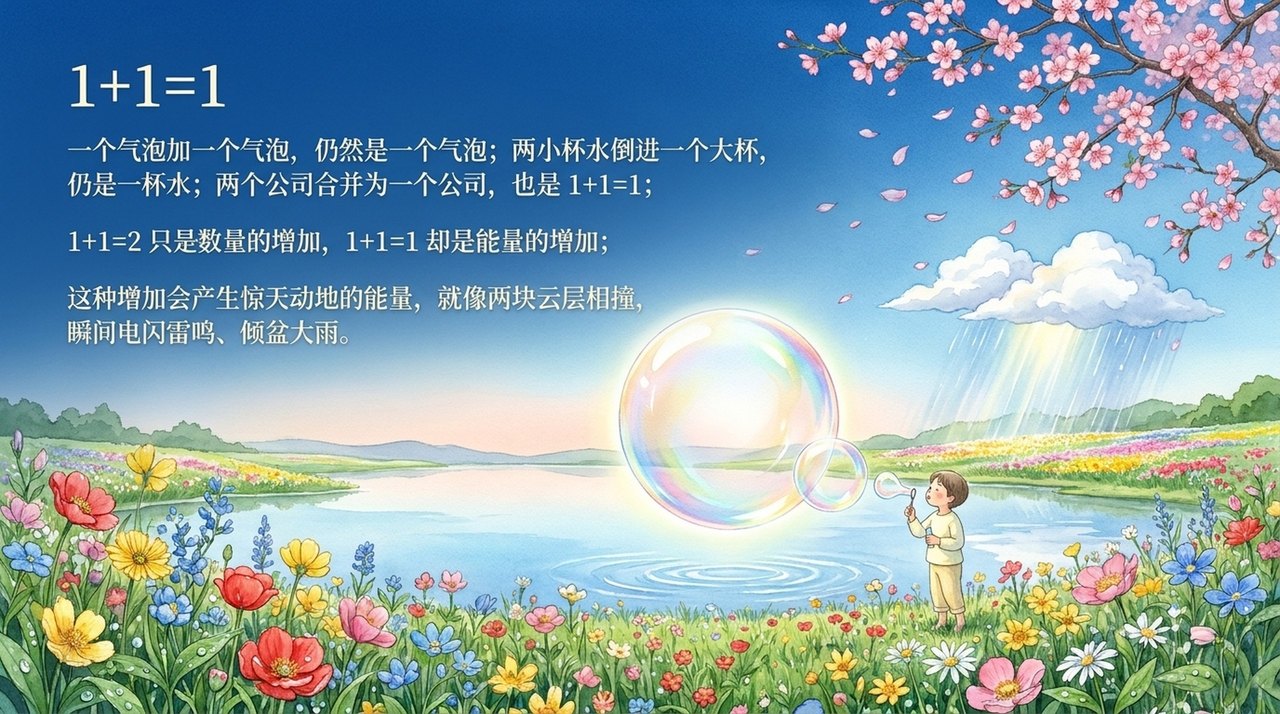 1+1=1
一个气泡加一个气泡，仍然是一个气泡；两小杯水倒进一个大杯，
仍是一杯水；两个公司合并为一个公司，也是 1+1=1；
1+1=2 只是数量的增加，1+1=1 却是能量的增加；
这种增加会产生惊天动地的能量，就像两块云层相撞，
瞬间电闪雷鸣、倾盆大雨。